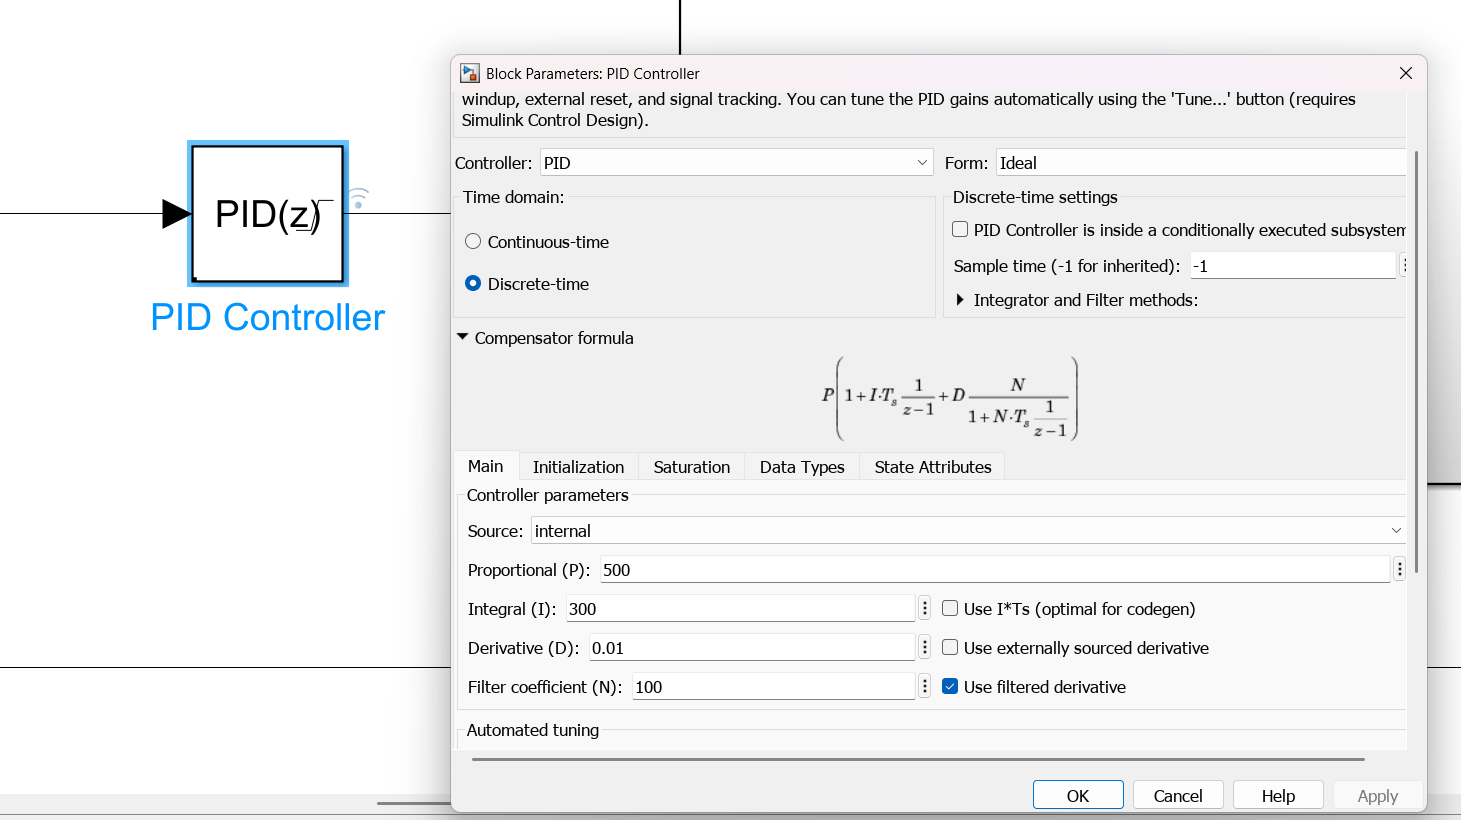 Block Parameters: PID Controller
windup, external reset, and signal tracking. You can tune the PID gains automatically using the 'Tune...' button (requires
Simulink Control Design).
Controller: PID Form: Ideal
Time domain: Discrete-time settings
PID Controller is inside a conditionally executed subsystem
Continuous-time
Sample time (-1 for inherited): -1
Discrete-time
Integrator and Filter methods:
PID(z)
PID Controller
Compensator formula
P(1+I·T_s 1/(z−1)+D N/(1+N·T_s 1/(z−1)))
Main Initialization Saturation Data Types State Attributes
Controller parameters
Source: internal
Proportional (P): 500
Integral (I): 300 Use I*Ts (optimal for codegen)
Derivative (D): 0.01 Use externally sourced derivative
Filter coefficient (N): 100 Use filtered derivative
Automated tuning
OK Cancel Help Apply